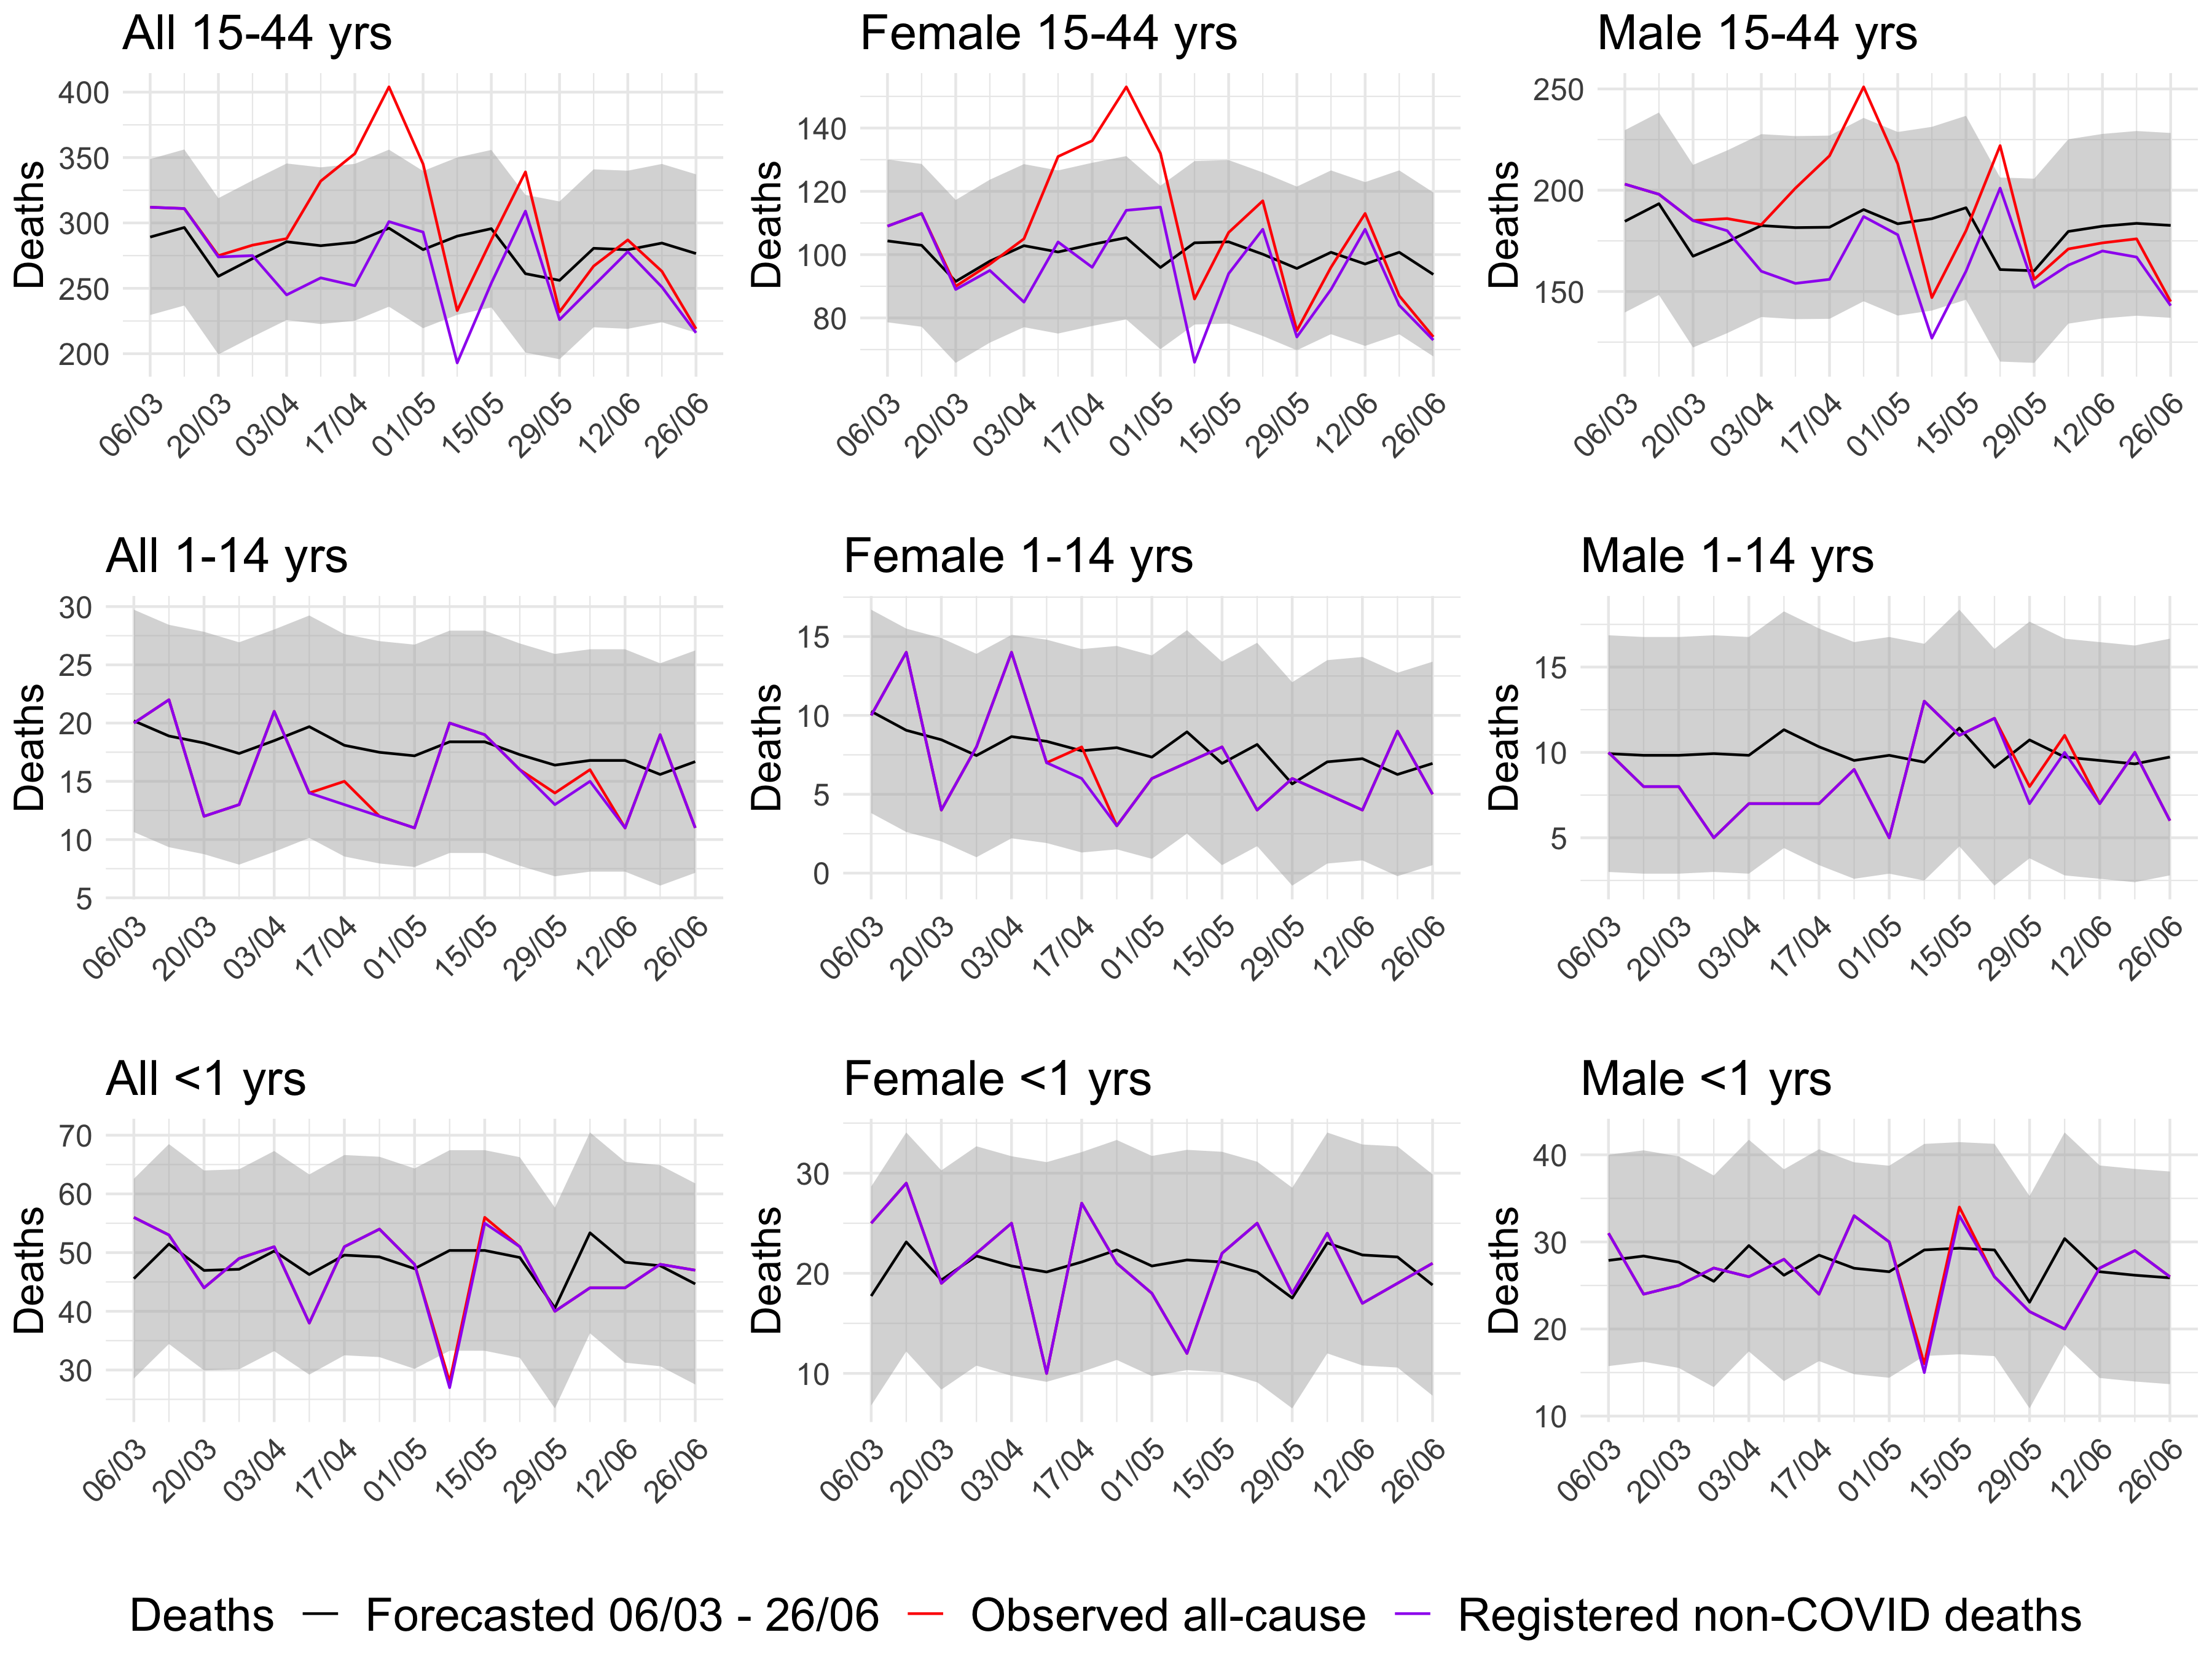 All 15-44 yrs
Deaths
400
350
300
250
200
06/03 20/03 03/04 17/04 01/05 15/05 29/05 12/06 26/06
Female 15-44 yrs
Deaths
140
120
100
80
06/03 20/03 03/04 17/04 01/05 15/05 29/05 12/06 26/06
Male 15-44 yrs
Deaths
250
200
150
06/03 20/03 03/04 17/04 01/05 15/05 29/05 12/06 26/06
All 1-14 yrs
Deaths
30
25
20
15
10
5
06/03 20/03 03/04 17/04 01/05 15/05 29/05 12/06 26/06
Female 1-14 yrs
Deaths
15
10
5
0
06/03 20/03 03/04 17/04 01/05 15/05 29/05 12/06 26/06
Male 1-14 yrs
Deaths
15
10
5
06/03 20/03 03/04 17/04 01/05 15/05 29/05 12/06 26/06
All <1 yrs
Deaths
70
60
50
40
30
06/03 20/03 03/04 17/04 01/05 15/05 29/05 12/06 26/06
Female <1 yrs
Deaths
30
20
10
06/03 20/03 03/04 17/04 01/05 15/05 29/05 12/06 26/06
Male <1 yrs
Deaths
40
30
20
10
06/03 20/03 03/04 17/04 01/05 15/05 29/05 12/06 26/06
Deaths Forecasted 06/03 - 26/06 Observed all-cause Registered non-COVID deaths